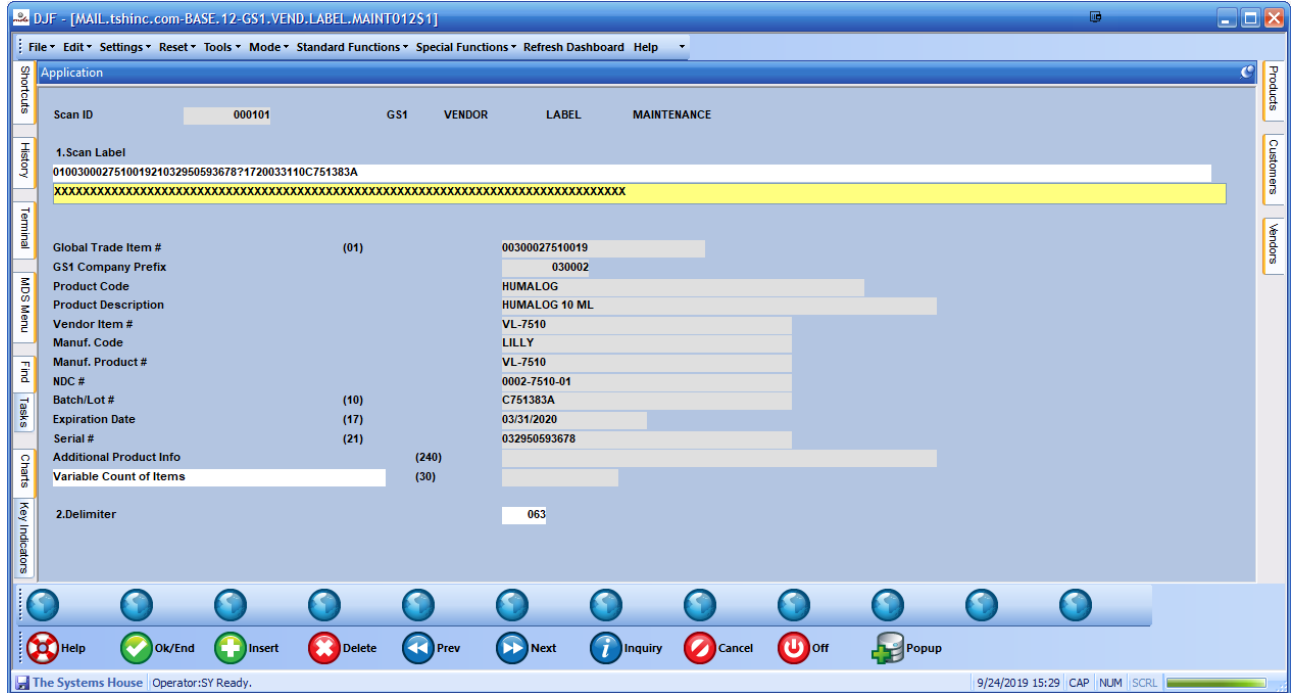 DJF - [MAIL.tshinc.com-BASE.12-GS1.VEND.LABEL.MAINT012S1]
File Edit Settings Reset Tools Mode Standard Functions Special Functions Refresh Dashboard Help
Application
Shortcuts
History
Terminal
MDS Menu
Find
Tasks
Charts
Key Indicators
Products
Customers
Vendors
Scan ID 000101 GS1 VENDOR LABEL MAINTENANCE
1.Scan Label
010030002751001921032950593678?1720033110C751383A
XXXXXXXXXXXXXXXXXXXXXXXXXXXXXXXXXXXXXXXXXXXXXXXXXXXXXXXXXXXXXXXXXXXXXXXXXXXXXXXX
Global Trade Item # (01) 00300027510019
GS1 Company Prefix 030002
Product Code HUMALOG
Product Description HUMALOG 10 ML
Vendor Item # VL-7510
Manuf. Code LILLY
Manuf. Product # VL-7510
NDC # 0002-7510-01
Batch/Lot # (10) C751383A
Expiration Date (17) 03/31/2020
Serial # (21) 032950593678
Additional Product Info (240)
Variable Count of Items (30)
2.Delimiter 063
Help Ok/End Insert Delete Prev Next Inquiry Cancel Off Popup
The Systems House Operator:SY Ready. 9/24/2019 15:29 CAP NUM SCRL